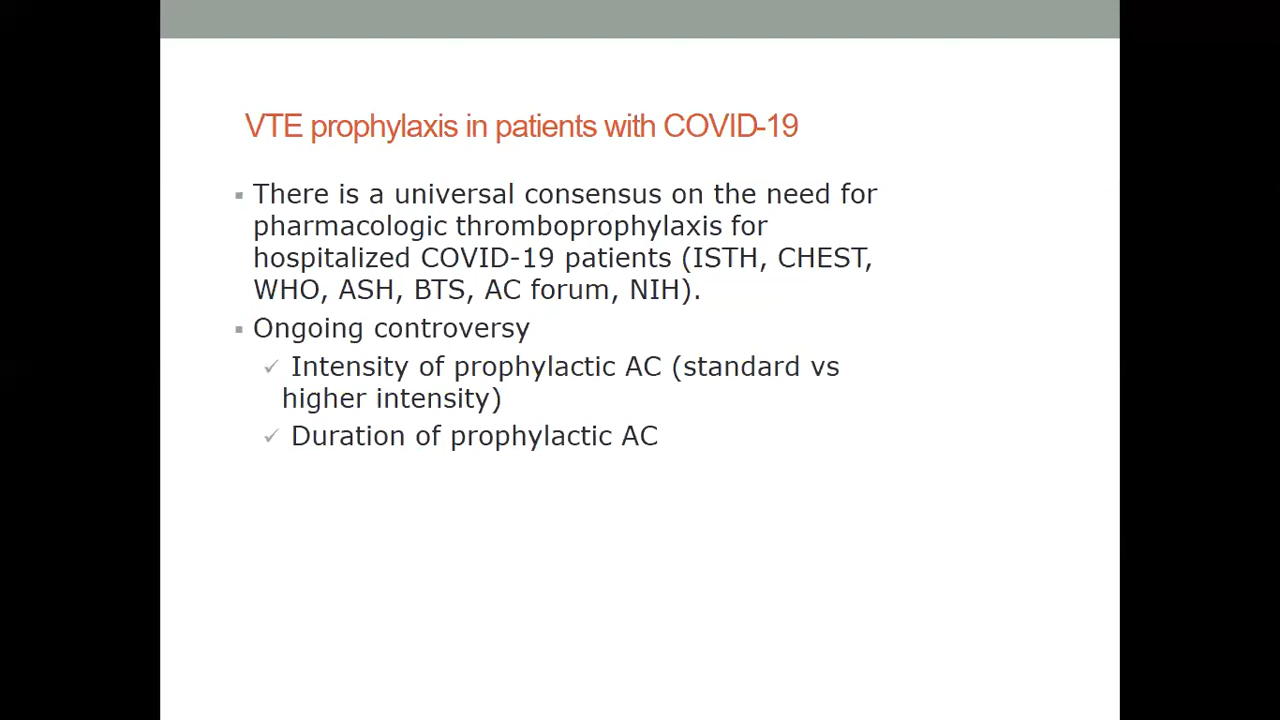 VTE prophylaxis in patients with COVID-19
▪ There is a universal consensus on the need for
pharmacologic thromboprophylaxis for
hospitalized COVID-19 patients (ISTH, CHEST,
WHO, ASH, BTS, AC forum, NIH).
▪ Ongoing controversy
✓ Intensity of prophylactic AC (standard vs
higher intensity)
✓ Duration of prophylactic AC